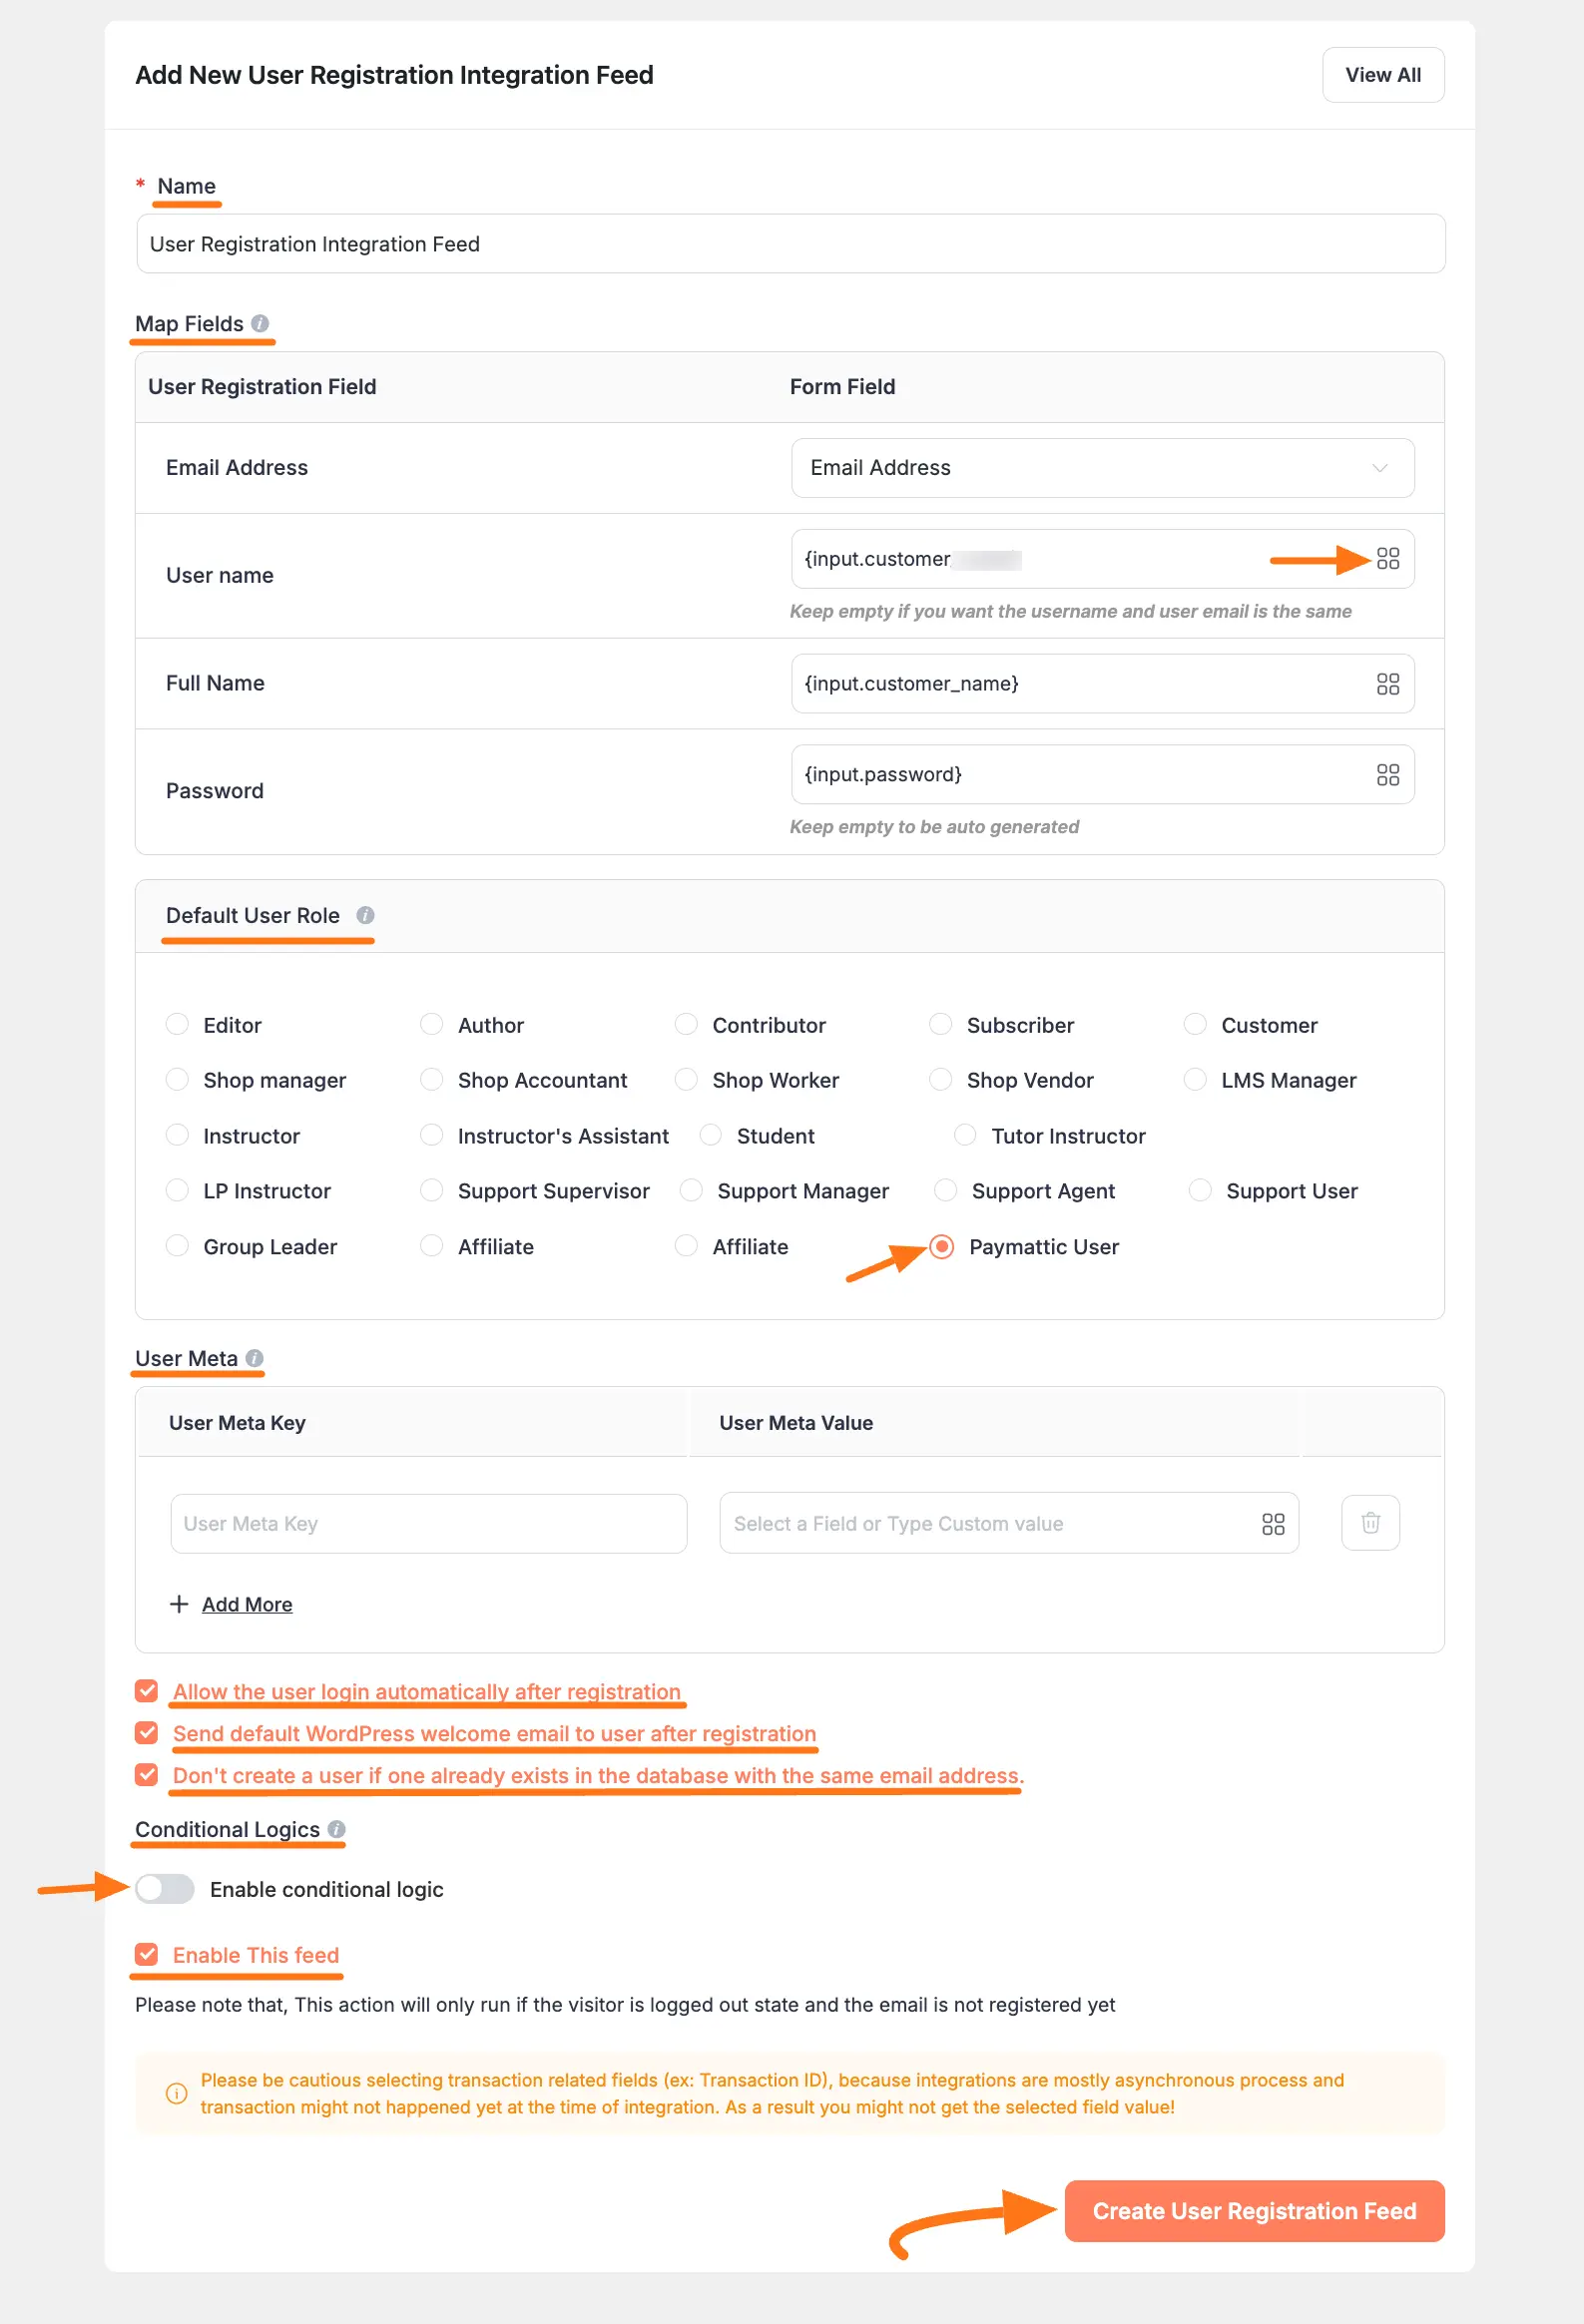 Add New User Registration Integration Feed
View All
* Name
User Registration Integration Feed
Map Fields
User Registration Field Form Field
Email Address Email Address
User name {input.customer
Keep empty if you want the username and user email is the same
Full Name {input.customer_name}
Password {input.password}
Keep empty to be auto generated
Default User Role
Editor Author Contributor Subscriber Customer
Shop manager Shop Accountant Shop Worker Shop Vendor LMS Manager
Instructor Instructor's Assistant Student Tutor Instructor
LP Instructor Support Supervisor Support Manager Support Agent Support User
Group Leader Affiliate Affiliate Paymattic User
User Meta
User Meta Key User Meta Value
User Meta Key Select a Field or Type Custom value
+ Add More
Allow the user login automatically after registration
Send default WordPress welcome email to user after registration
Don't create a user if one already exists in the database with the same email address.
Conditional Logics
Enable conditional logic
Enable This feed
Please note that, This action will only run if the visitor is logged out state and the email is not registered yet
Please be cautious selecting transaction related fields (ex: Transaction ID), because integrations are mostly asynchronous process and
transaction might not happened yet at the time of integration. As a result you might not get the selected field value!
Create User Registration Feed